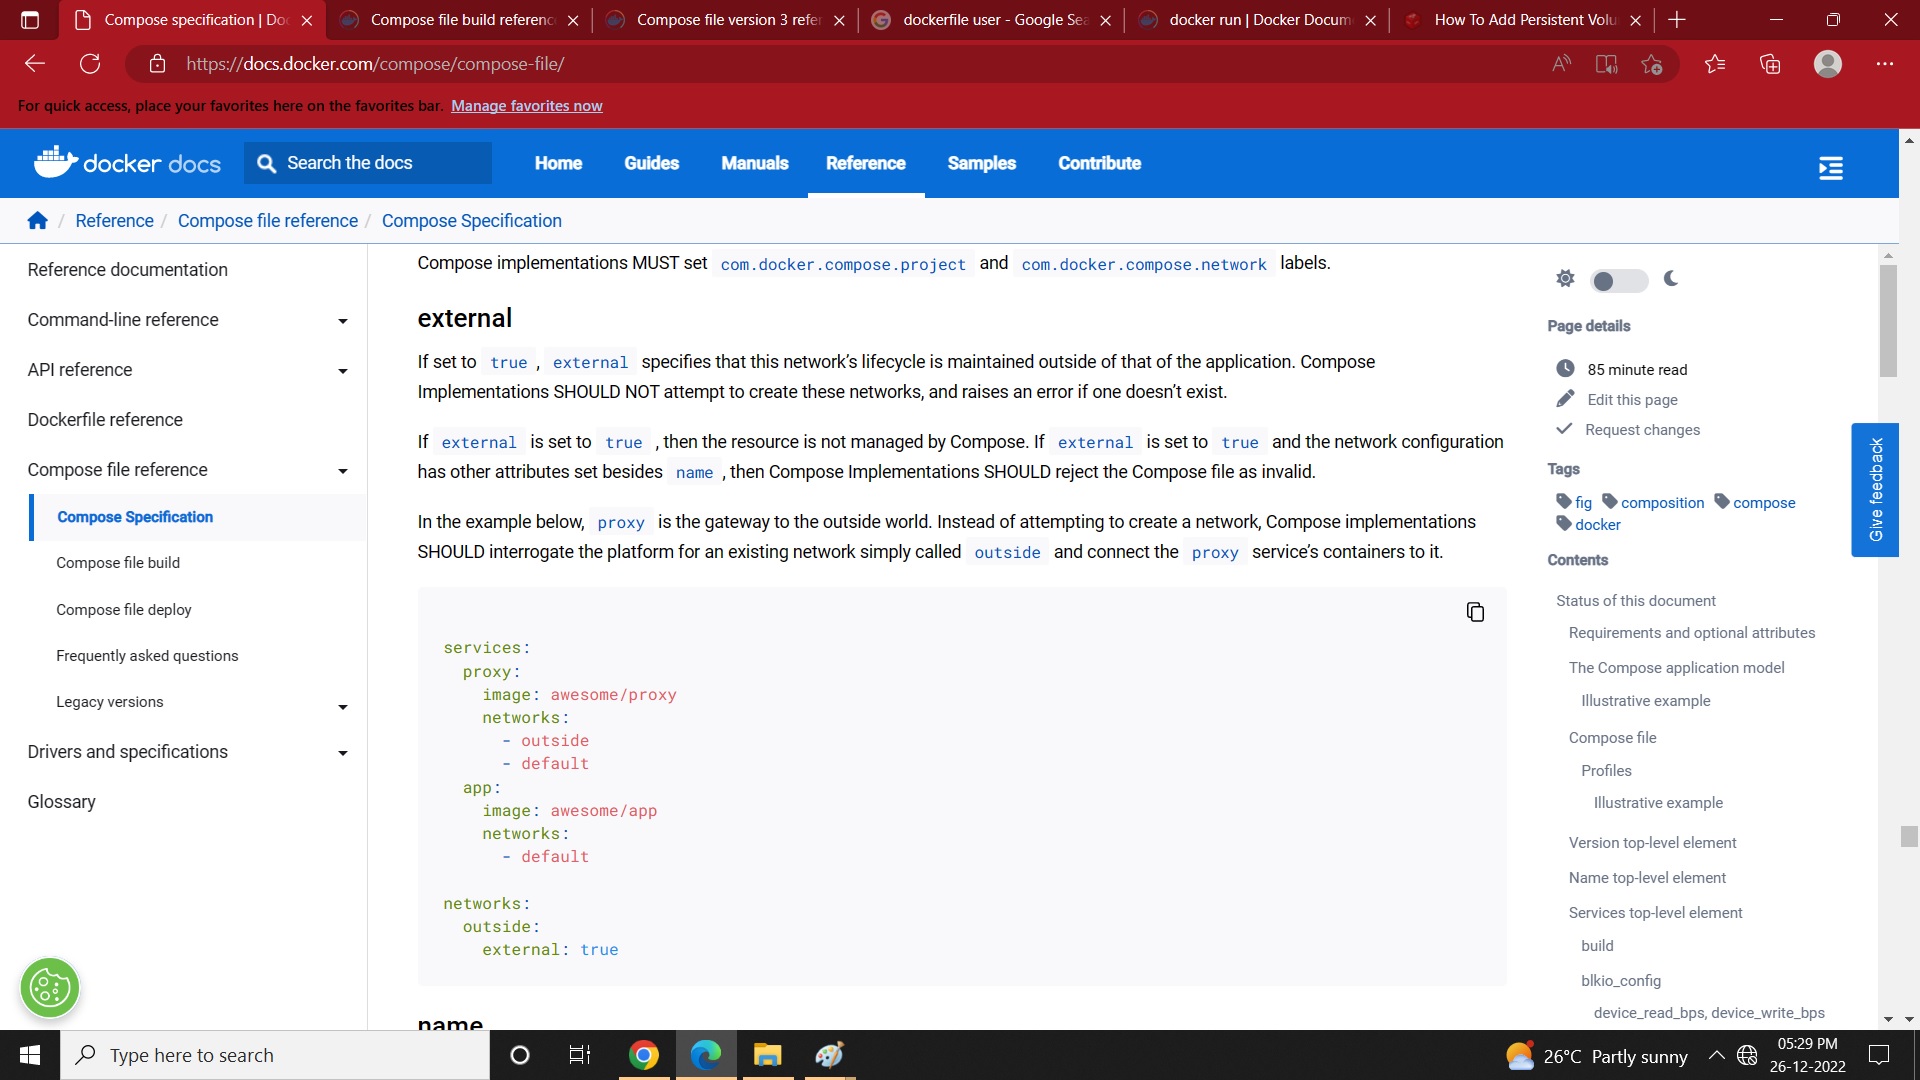 Compose specification | Doc
Compose file build reference
Compose file version 3 refer
dockerfile user - Google Sea
docker run | Docker Docum
How To Add Persistent Volu
https://docs.docker.com/compose/compose-file/
For quick access, place your favorites here on the favorites bar. Manage favorites now
docker docs
Search the docs
Home
Guides
Manuals
Reference
Samples
Contribute
/ Reference / Compose file reference / Compose Specification
Reference documentation
Command-line reference
API reference
Dockerfile reference
Compose file reference
Compose Specification
Compose file build
Compose file deploy
Frequently asked questions
Legacy versions
Drivers and specifications
Glossary
Compose implementations MUST set com.docker.compose.project and com.docker.compose.network labels.
external
If set to true , external specifies that this network’s lifecycle is maintained outside of that of the application. Compose
Implementations SHOULD NOT attempt to create these networks, and raises an error if one doesn’t exist.
If external is set to true , then the resource is not managed by Compose. If external is set to true and the network configuration
has other attributes set besides name , then Compose Implementations SHOULD reject the Compose file as invalid.
In the example below, proxy is the gateway to the outside world. Instead of attempting to create a network, Compose implementations
SHOULD interrogate the platform for an existing network simply called outside and connect the proxy service’s containers to it.
services:
  proxy:
    image: awesome/proxy
    networks:
      - outside
      - default
  app:
    image: awesome/app
    networks:
      - default
networks:
  outside:
    external: true
name
Page details
85 minute read
Edit this page
Request changes
Tags
fig composition compose
docker
Contents
Status of this document
Requirements and optional attributes
The Compose application model
Illustrative example
Compose file
Profiles
Illustrative example
Version top-level element
Name top-level element
Services top-level element
build
blkio_config
device_read_bps, device_write_bps
Give feedback
Type here to search
26°C Partly sunny
05:29 PM
26-12-2022